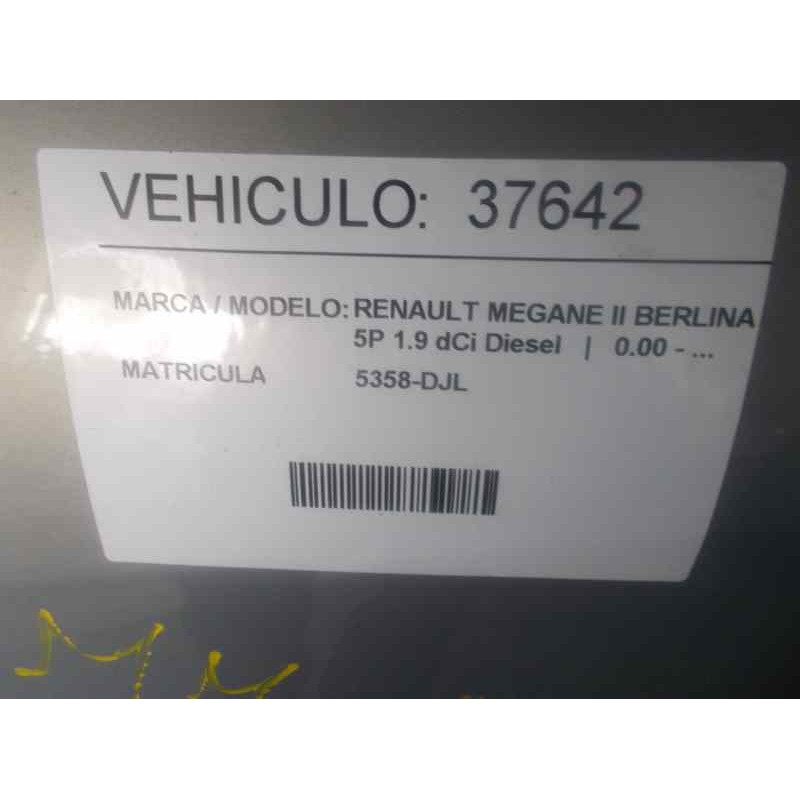 VEHICULO: 37642
MARCA / MODELO: RENAULT MEGANE II BERLINA
5P 1.9 dCi Diesel | 0.00 - ...
MATRICULA 5358-DJL